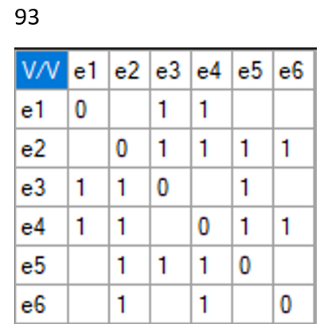 93
V/V e1 e2 e3 e4 e5 e6
e1 0 1 1
e2 0 1 1 1 1
e3 1 1 0 1
e4 1 1 0 1 1
e5 1 1 1 0
e6 1 1 0